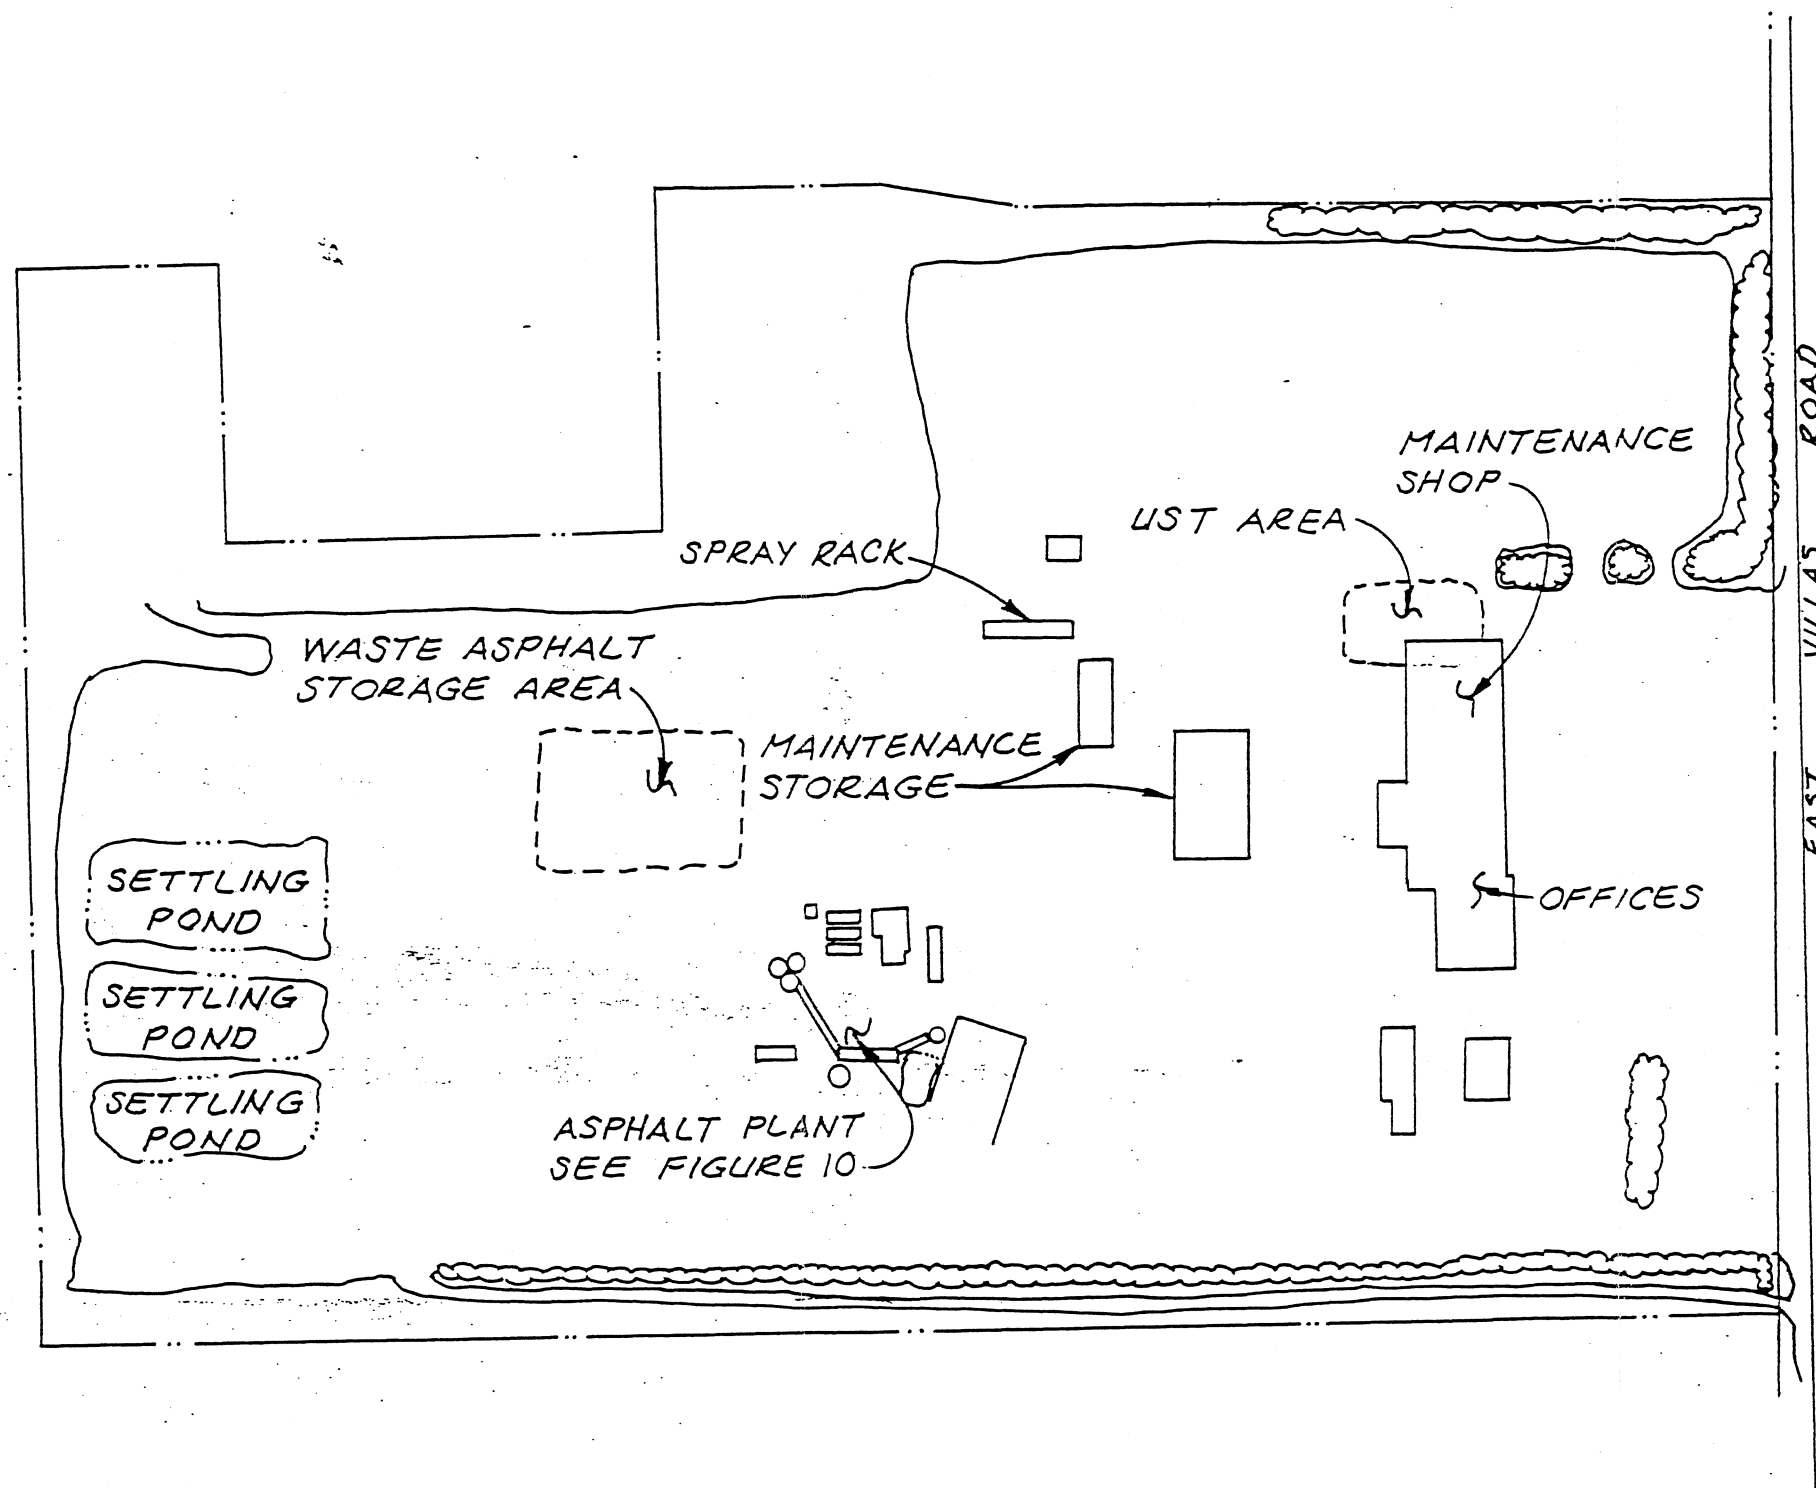 MAINTENANCE
SHOP
UST AREA
SPRAY RACK
WASTE ASPHALT
STORAGE AREA
MAINTENANCE
STORAGE
SETTLING
POND
OFFICES
SETTLING
POND
SETTLING
POND
ASPHALT PLANT
SEE FIGURE 10
EAST VILAS ROAD